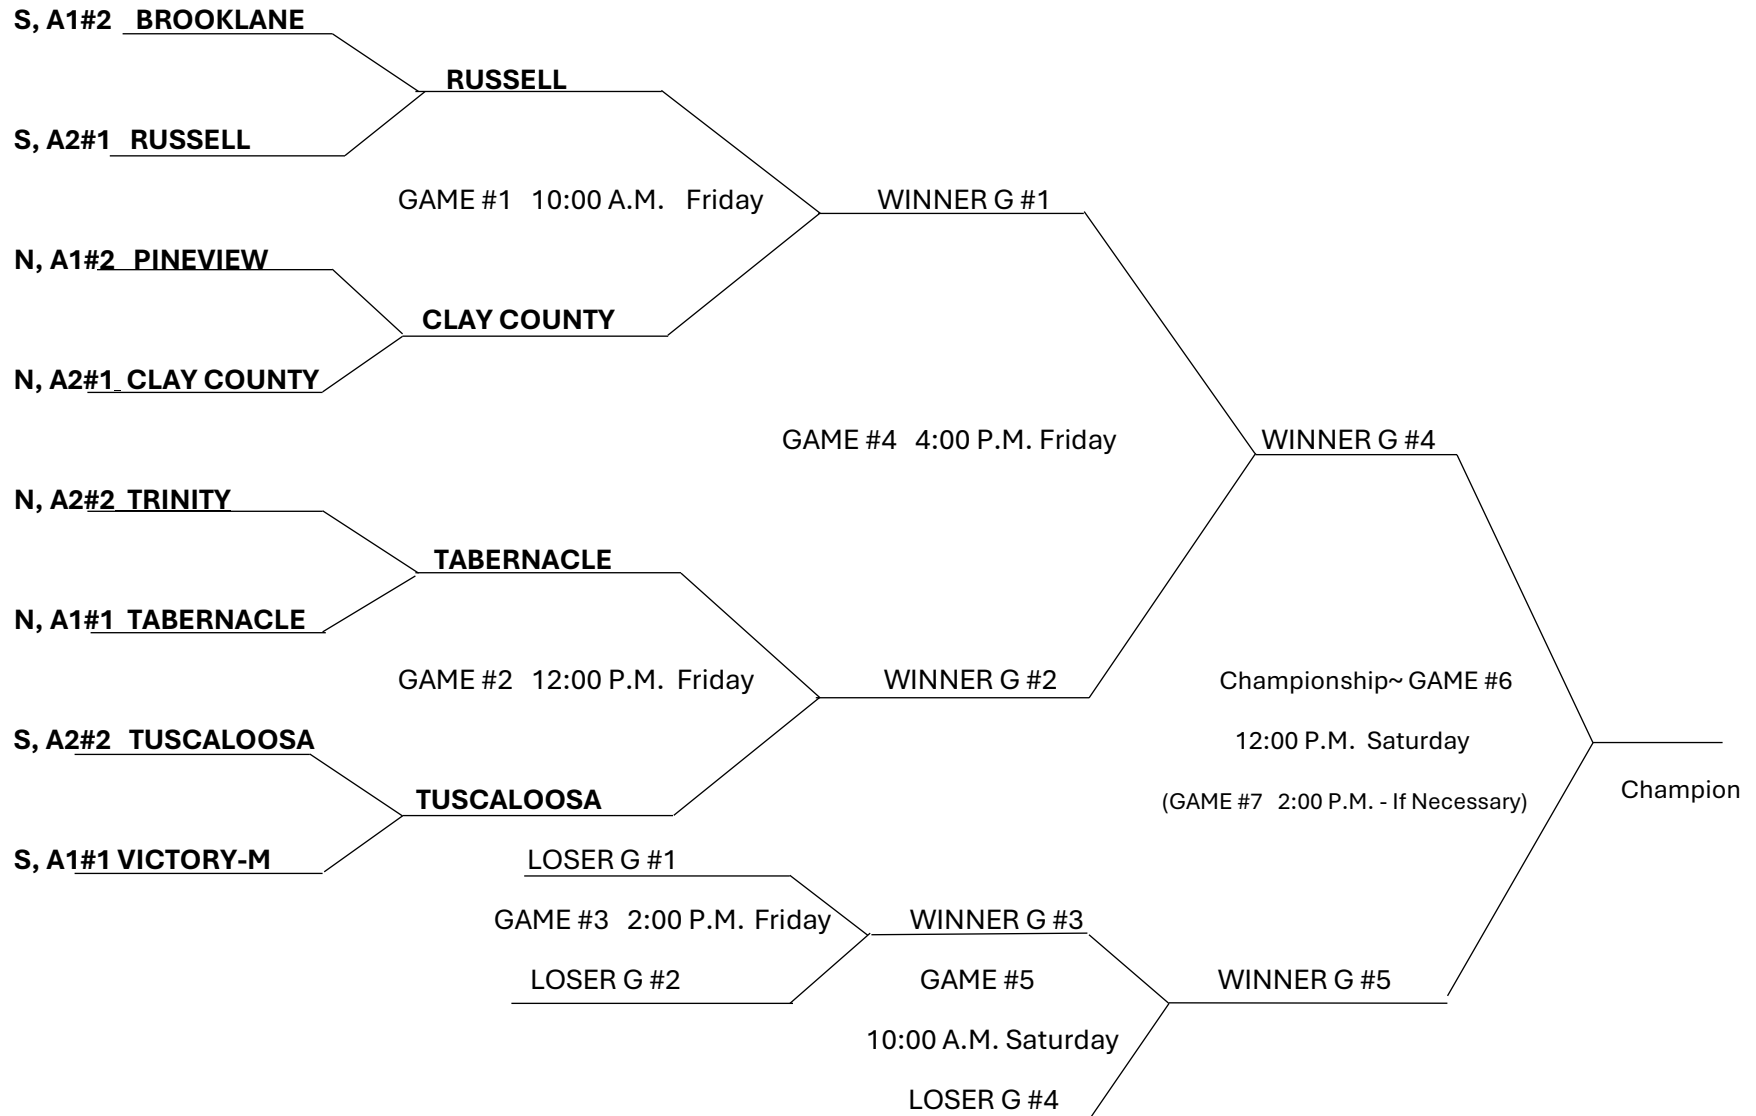 S, A1#2 BROOKLANE
RUSSELL
S, A2#1 RUSSELL
GAME #1 10:00 A.M. Friday
WINNER G #1
N, A1#2 PINEVIEW
CLAY COUNTY
N, A2#1 CLAY COUNTY
GAME #4 4:00 P.M. Friday
WINNER G #4
N, A2#2 TRINITY
TABERNACLE
N, A1#1 TABERNACLE
GAME #2 12:00 P.M. Friday
WINNER G #2
Championship~ GAME #6
S, A2#2 TUSCALOOSA
12:00 P.M. Saturday
TUSCALOOSA
(GAME #7 2:00 P.M. - If Necessary)
Champion
S, A1#1 VICTORY-M
LOSER G #1
GAME #3 2:00 P.M. Friday
WINNER G #3
LOSER G #2
GAME #5
WINNER G #5
10:00 A.M. Saturday
LOSER G #4